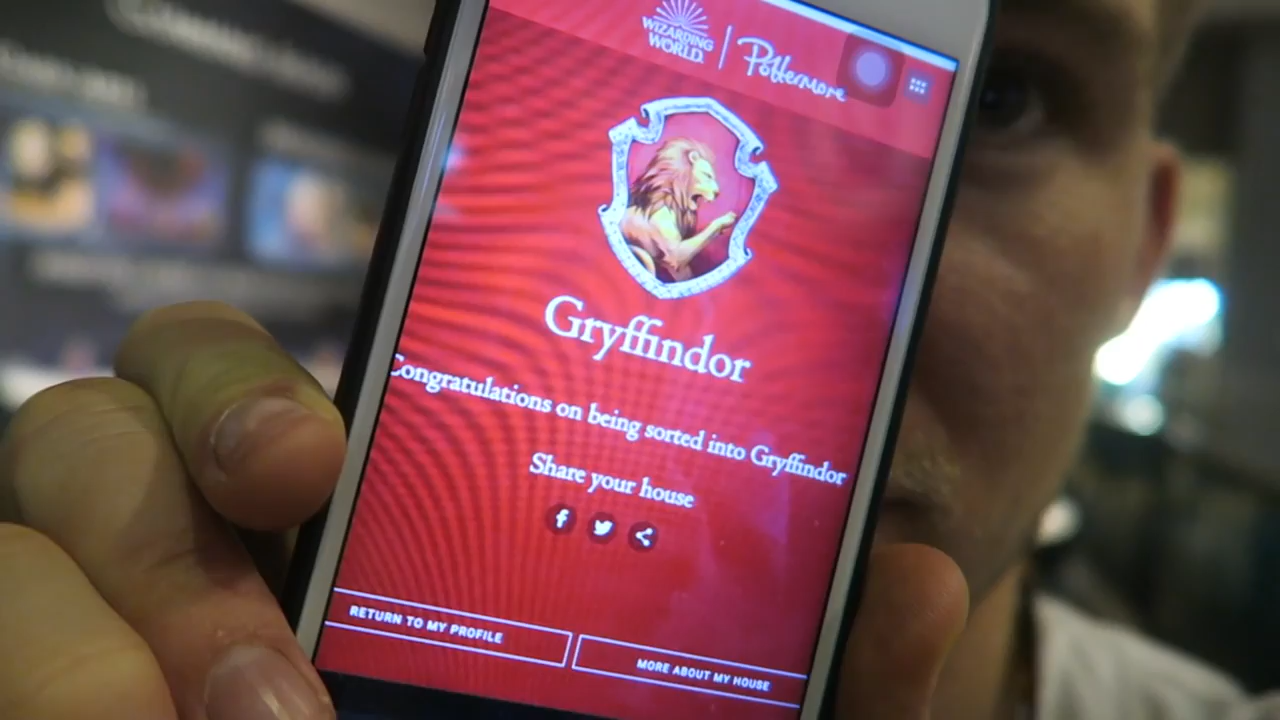 WIZARDING
WORLD
Pottermore
Gryffindor
Congratulations on being sorted into Gryffindor
Share your house
RETURN TO MY PROFILE
MORE ABOUT MY HOUSE